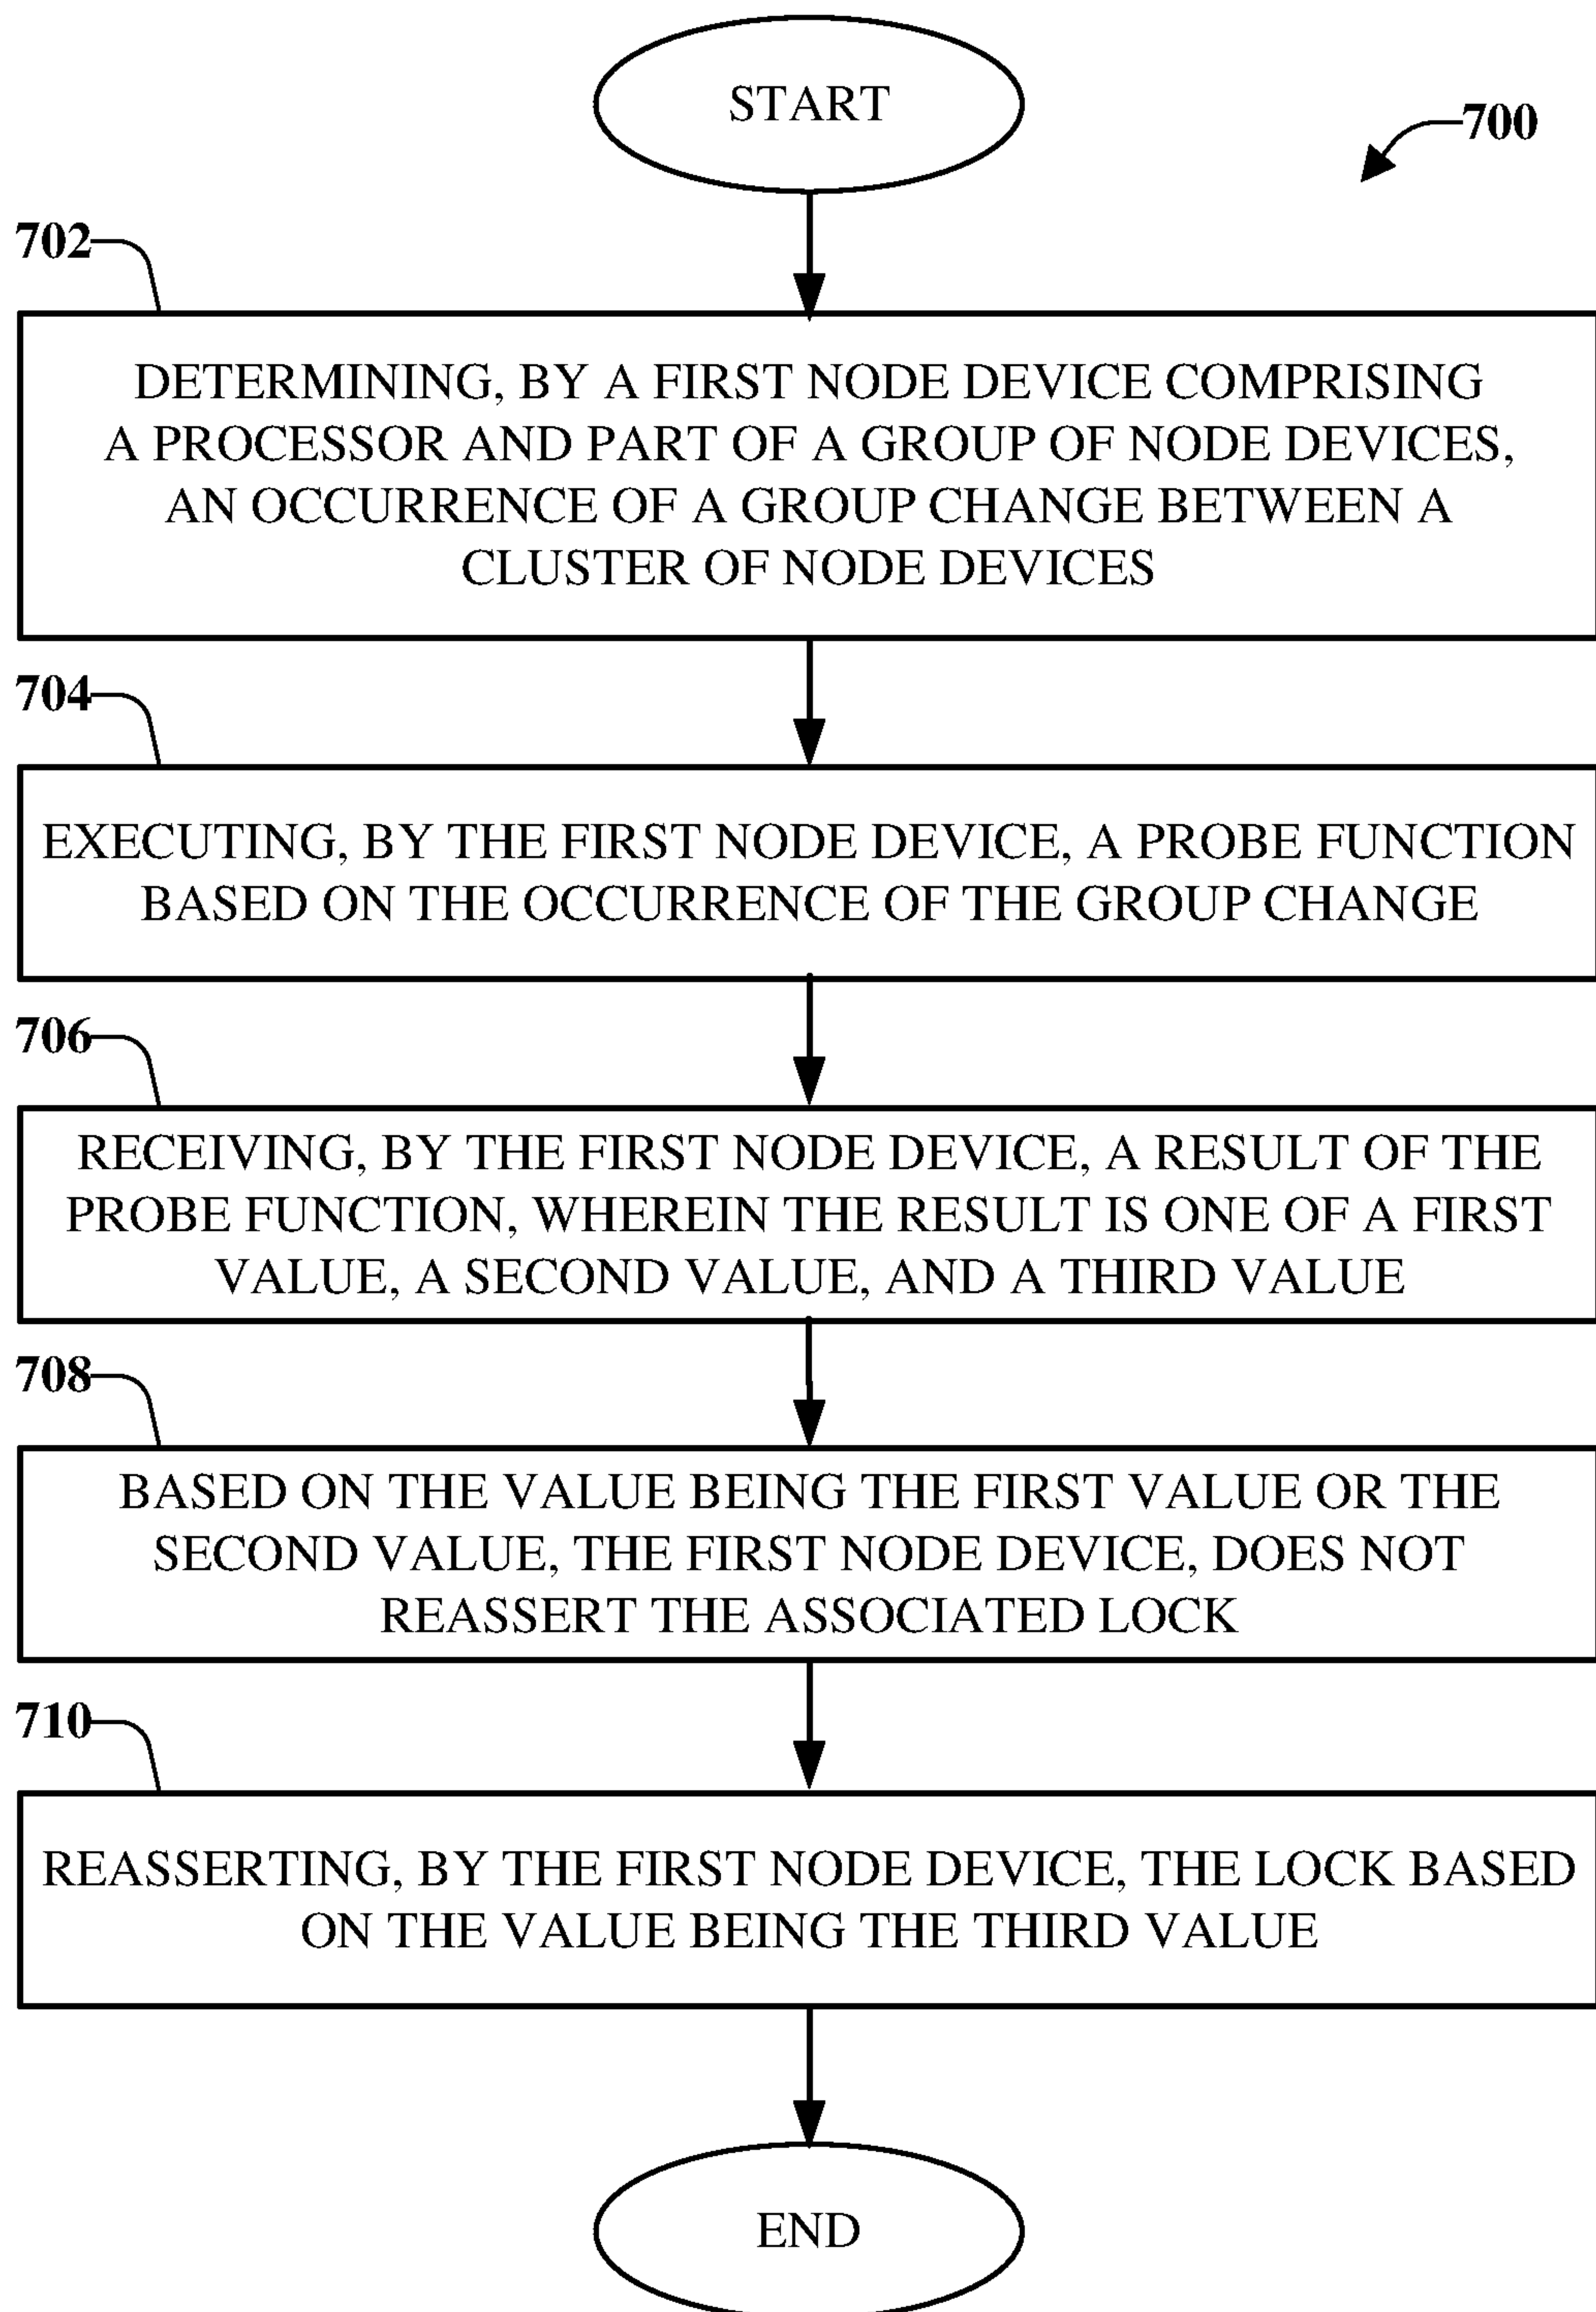 START
700
702
DETERMINING, BY A FIRST NODE DEVICE COMPRISING
A PROCESSOR AND PART OF A GROUP OF NODE DEVICES,
AN OCCURRENCE OF A GROUP CHANGE BETWEEN A
CLUSTER OF NODE DEVICES
704
EXECUTING, BY THE FIRST NODE DEVICE, A PROBE FUNCTION
BASED ON THE OCCURRENCE OF THE GROUP CHANGE
706
RECEIVING, BY THE FIRST NODE DEVICE, A RESULT OF THE
PROBE FUNCTION, WHEREIN THE RESULT IS ONE OF A FIRST
VALUE, A SECOND VALUE, AND A THIRD VALUE
708
BASED ON THE VALUE BEING THE FIRST VALUE OR THE
SECOND VALUE, THE FIRST NODE DEVICE, DOES NOT
REASSERT THE ASSOCIATED LOCK
710
REASSERTING, BY THE FIRST NODE DEVICE, THE LOCK BASED
ON THE VALUE BEING THE THIRD VALUE
END